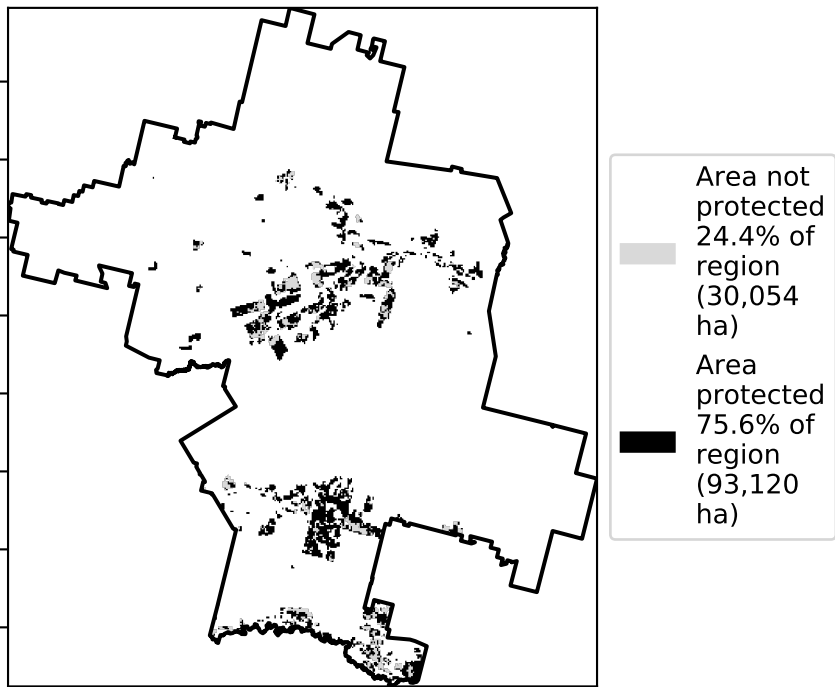 Area not
protected
24.4% of
region
(30,054
ha)
Area
protected
75.6% of
region
(93,120
ha)